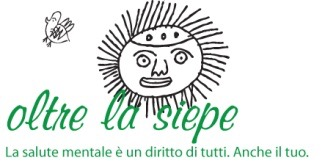 oltre la siepe
La salute mentale è un diritto di tutti. Anche il tuo.